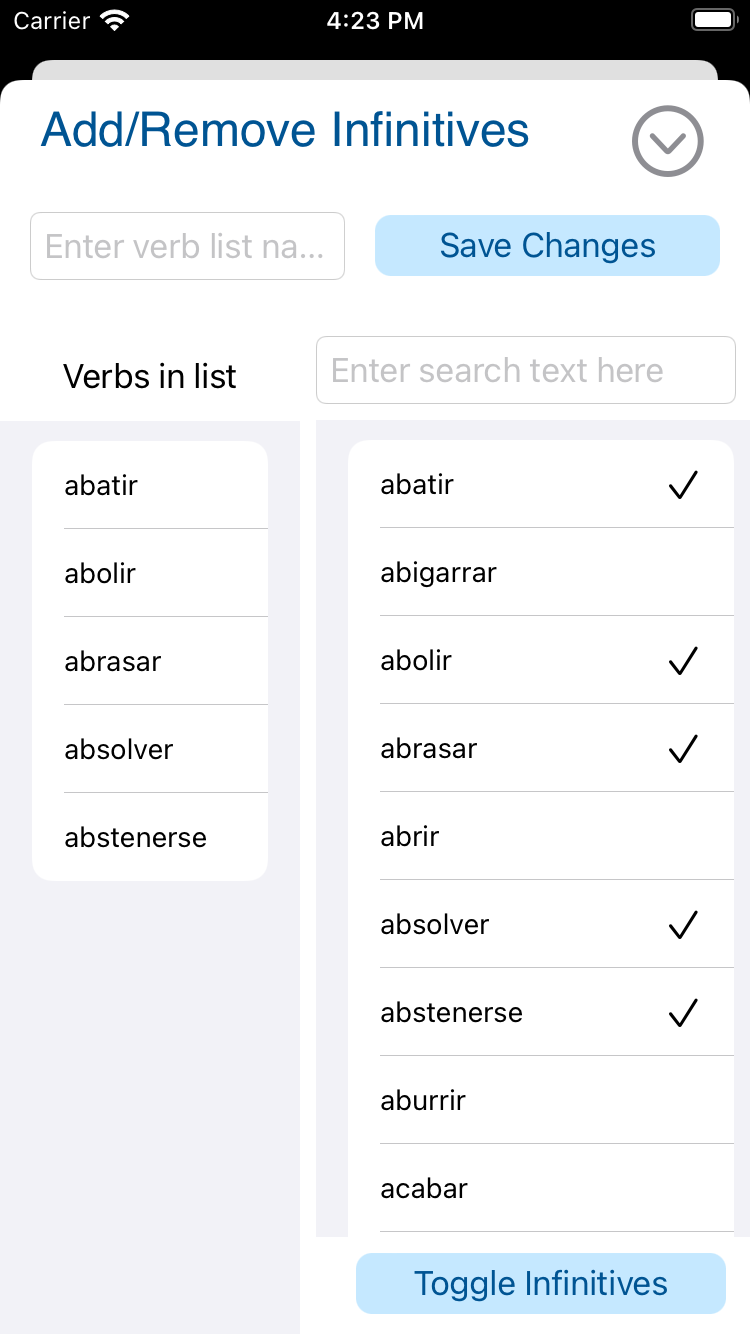 Carrier 4:23 PM
Add/Remove Infinitives
Enter verb list na... Save Changes
Verbs in list
Enter search text here
abatir
abolir
abrasar
absolver
abstenerse
abatir
abigarrar
abolir
abrasar
abrir
absolver
abstenerse
aburrir
acabar
Toggle Infinitives